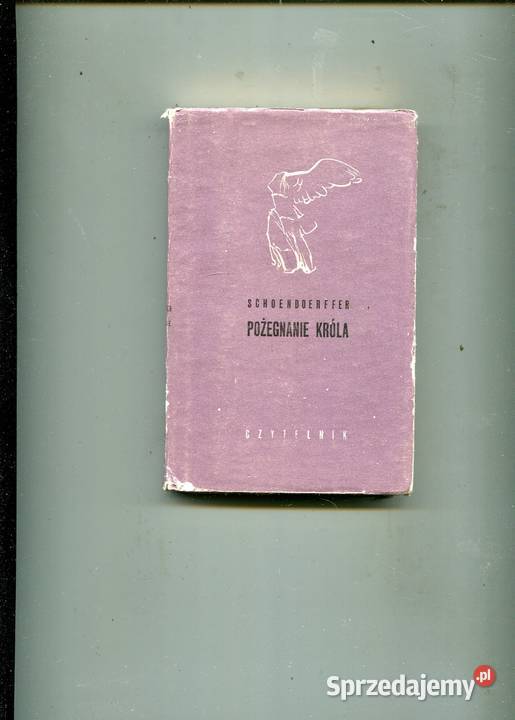 SCHOENDOERFFER
POŻEGNANIE KRÓLA
CZYTELNIK
Sprzedajemy.pl